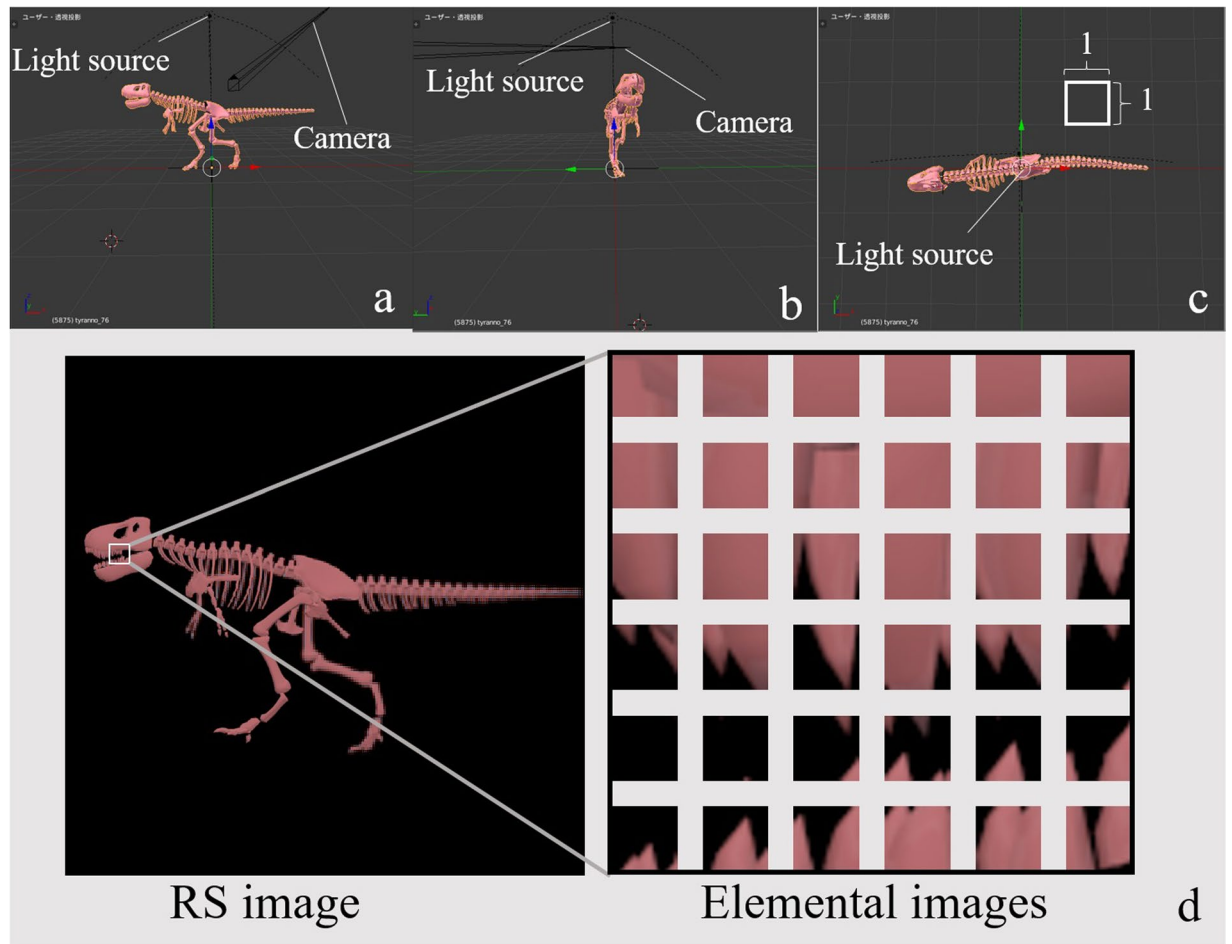 ユーザー・透視投影
Light source
Camera
(5875) tyranno_76
a
ユーザー・透視投影
Light source
Camera
(5875) tyranno_76
b
ユーザー・透視投影
1
1
Light source
(5875) tyranno_76
c
RS image
Elemental images
d